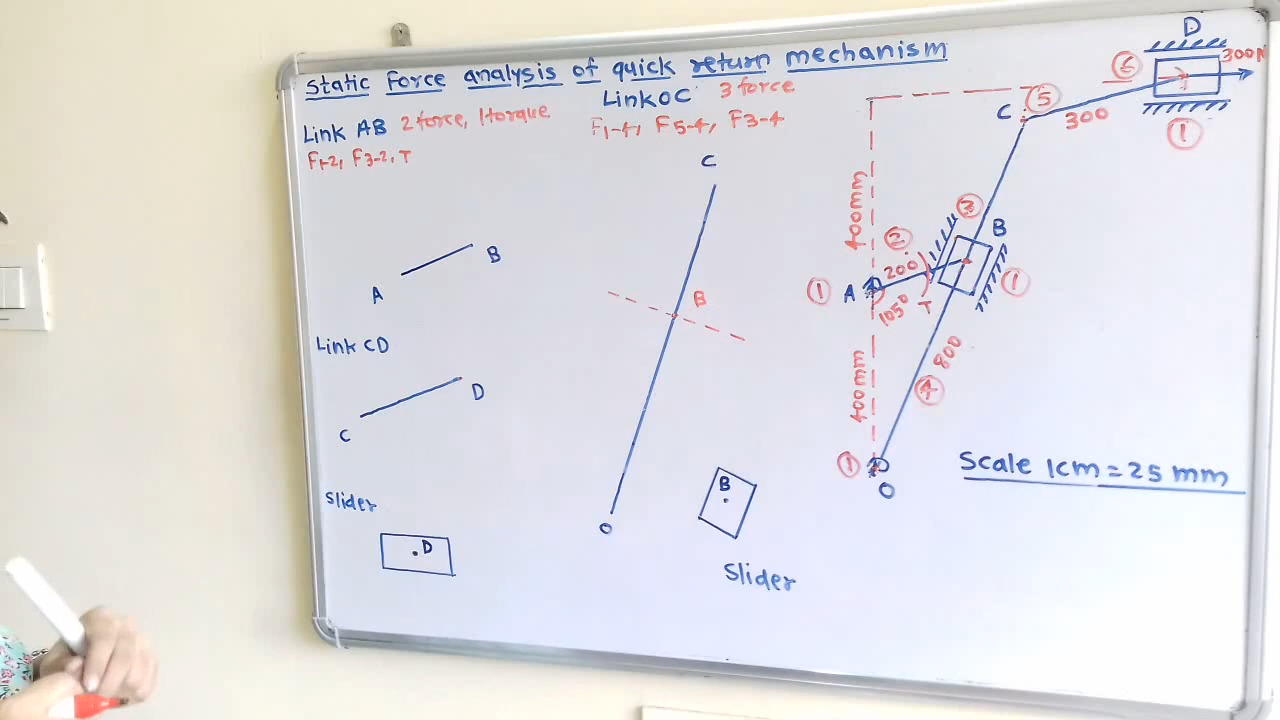 Static Force analysis of quick return mechanism
Link AB 2 force, 1 torque
F1-2, F3-2, T
Link OC 3 force
F1-4, F5-4, F3-4
A
B
Link CD
C
D
Slider
D
C
B
O
B
Slider
D
300N
6
1
5
C
300
400mm
3
B
2
200
1
A
105°
T
1
400mm
800
4
1
O
Scale 1cm = 25 mm